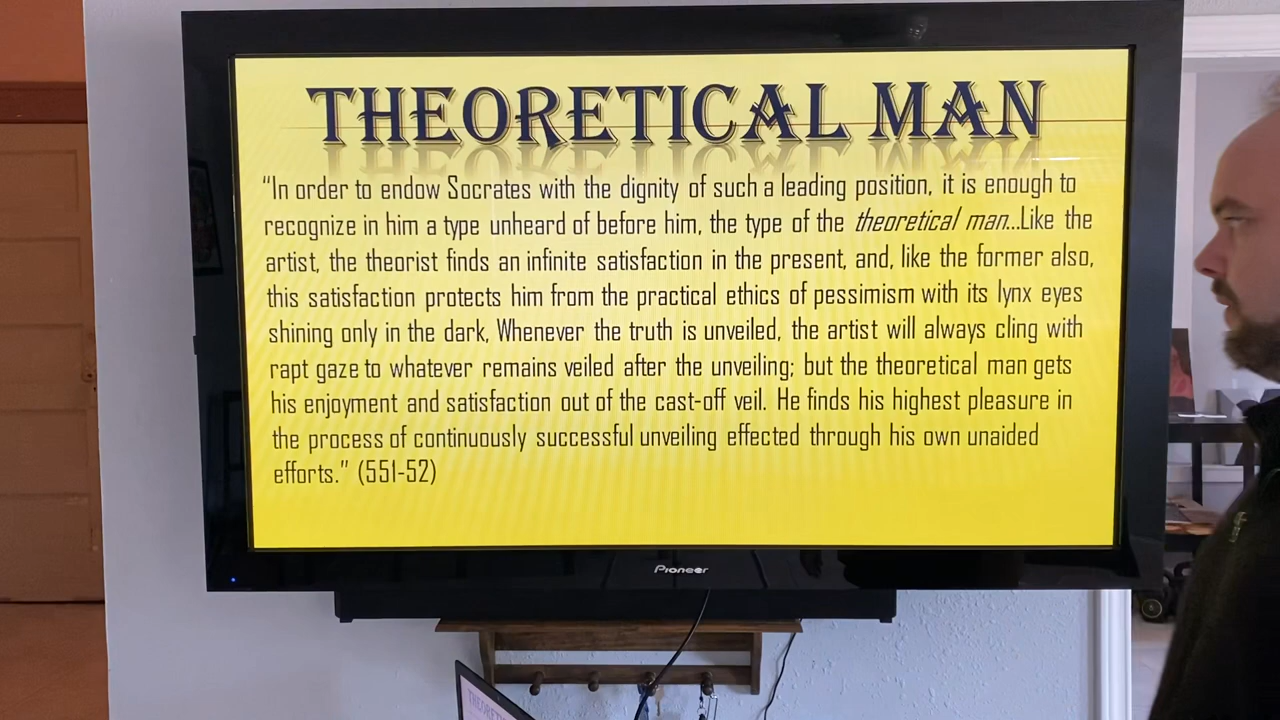 THEORETICAL MAN
“In order to endow Socrates with the dignity of such a leading position, it is enough to
recognize in him a type unheard of before him, the type of the theoretical man...Like the
artist, the theorist finds an infinite satisfaction in the present, and, like the former also,
this satisfaction protects him from the practical ethics of pessimism with its lynx eyes
shining only in the dark, Whenever the truth is unveiled, the artist will always cling with
rapt gaze to whatever remains veiled after the unveiling; but the theoretical man gets
his enjoyment and satisfaction out of the cast-off veil. He finds his highest pleasure in
the process of continuously successful unveiling effected through his own unaided
efforts.” (551-52)
Pioneer